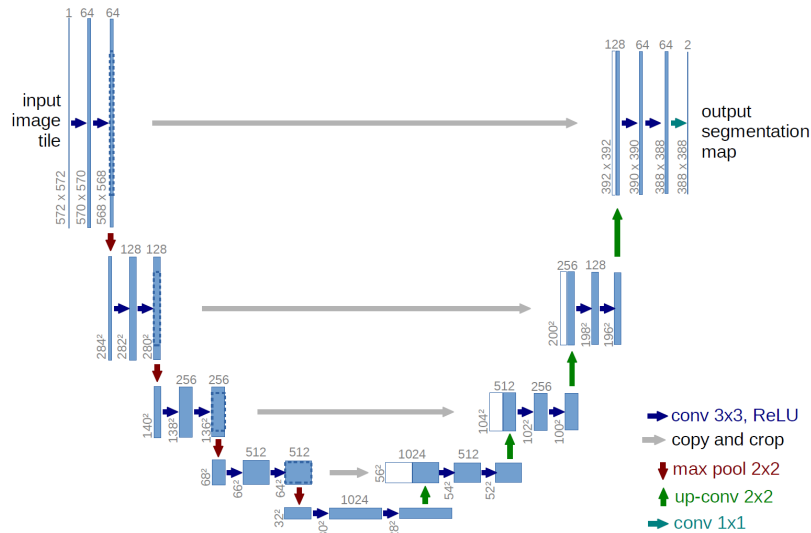 1 64 64
input
image
tile
572 x 572
570 x 570
568 x 568
128 64 64 2
output
segmentation
map
392 x 392
390 x 390
388 x 388
388 x 388
128 128
284²
282²
280²
256 128
200²
198²
196²
256 256
140²
138²
136²
512 256
104²
102²
100²
512 512
68²
66²
64²
1024 512
56²
54²
52²
1024
32²
conv 3x3, ReLU
copy and crop
max pool 2x2
up-conv 2x2
conv 1x1